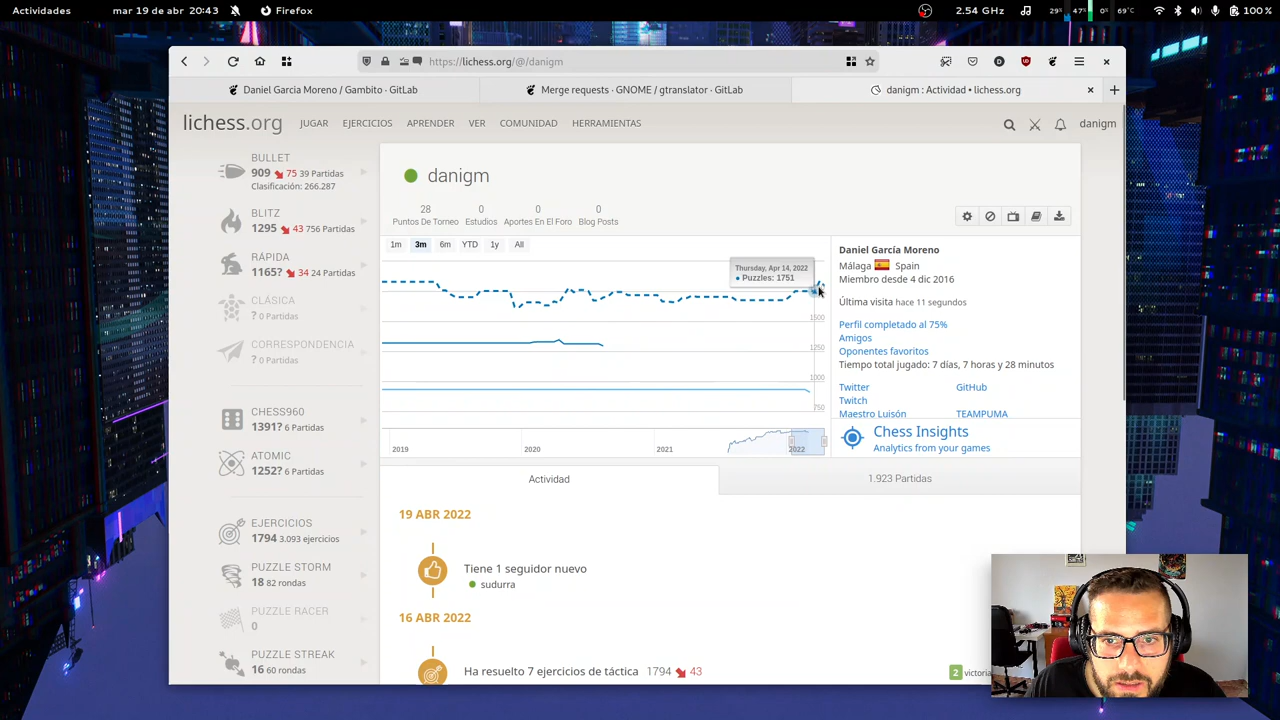 Actividades mar 19 de abr 20:43 Firefox 2.54 GHz 29% 47% 0% 69°C 100 %
https://lichess.org/@/danigm
Daniel Garcia Moreno / Gambito · GitLab
Merge requests · GNOME / gtranslator · GitLab
danigm : Actividad • lichess.org
lichess.org JUGAR EJERCICIOS APRENDER VER COMUNIDAD HERRAMIENTAS danigm
BULLET
909 75 39 Partidas
Clasificación: 266.287
BLITZ
1295 43 756 Partidas
RÁPIDA
1165? 34 24 Partidas
CLÁSICA
? 0 Partidas
CORRESPONDENCIA
? 0 Partidas
CHESS960
1391? 6 Partidas
ATOMIC
1252? 6 Partidas
EJERCICIOS
1794 3.093 ejercicios
PUZZLE STORM
18 82 rondas
PUZZLE RACER
0
PUZZLE STREAK
16 60 rondas
danigm
28 0 0 0
Puntos De Torneo Estudios Aportes En El Foro Blog Posts
1m 3m 6m YTD 1y All
Thursday, Apr 14, 2022
Puzzles: 1751
1500
1250
1000
750
2019 2020 2021 2022
Daniel García Moreno
Málaga Spain
Miembro desde 4 dic 2016
Última visita hace 11 segundos
Perfil completado al 75%
Amigos
Oponentes favoritos
Tiempo total jugado: 7 días, 7 horas y 28 minutos
Twitter GitHub
Twitch
Maestro Luisón TEAMPUMA
Chess Insights
Analytics from your games
Actividad 1.923 Partidas
19 ABR 2022
Tiene 1 seguidor nuevo
sudurra
16 ABR 2022
Ha resuelto 7 ejercicios de táctica 1794 43
2